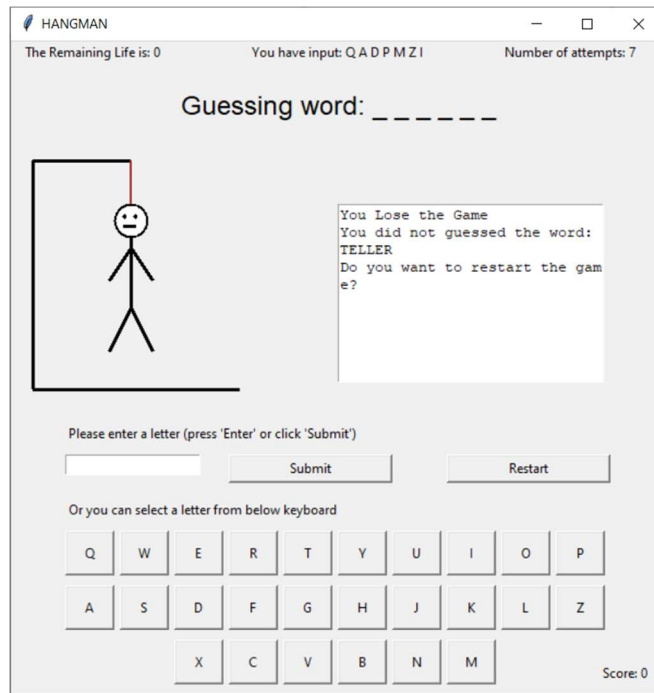 HANGMAN
The Remaining Life is: 0 You have input: Q A D P M Z I Number of attempts: 7
Guessing word: _ _ _ _ _ _
You Lose the Game
You did not guessed the word:
TELLER
Do you want to restart the gam
e?
Please enter a letter (press 'Enter' or click 'Submit')
Submit Restart
Or you can select a letter from below keyboard
Q W E R T Y U I O P
A S D F G H J K L Z
X C V B N M
Score: 0